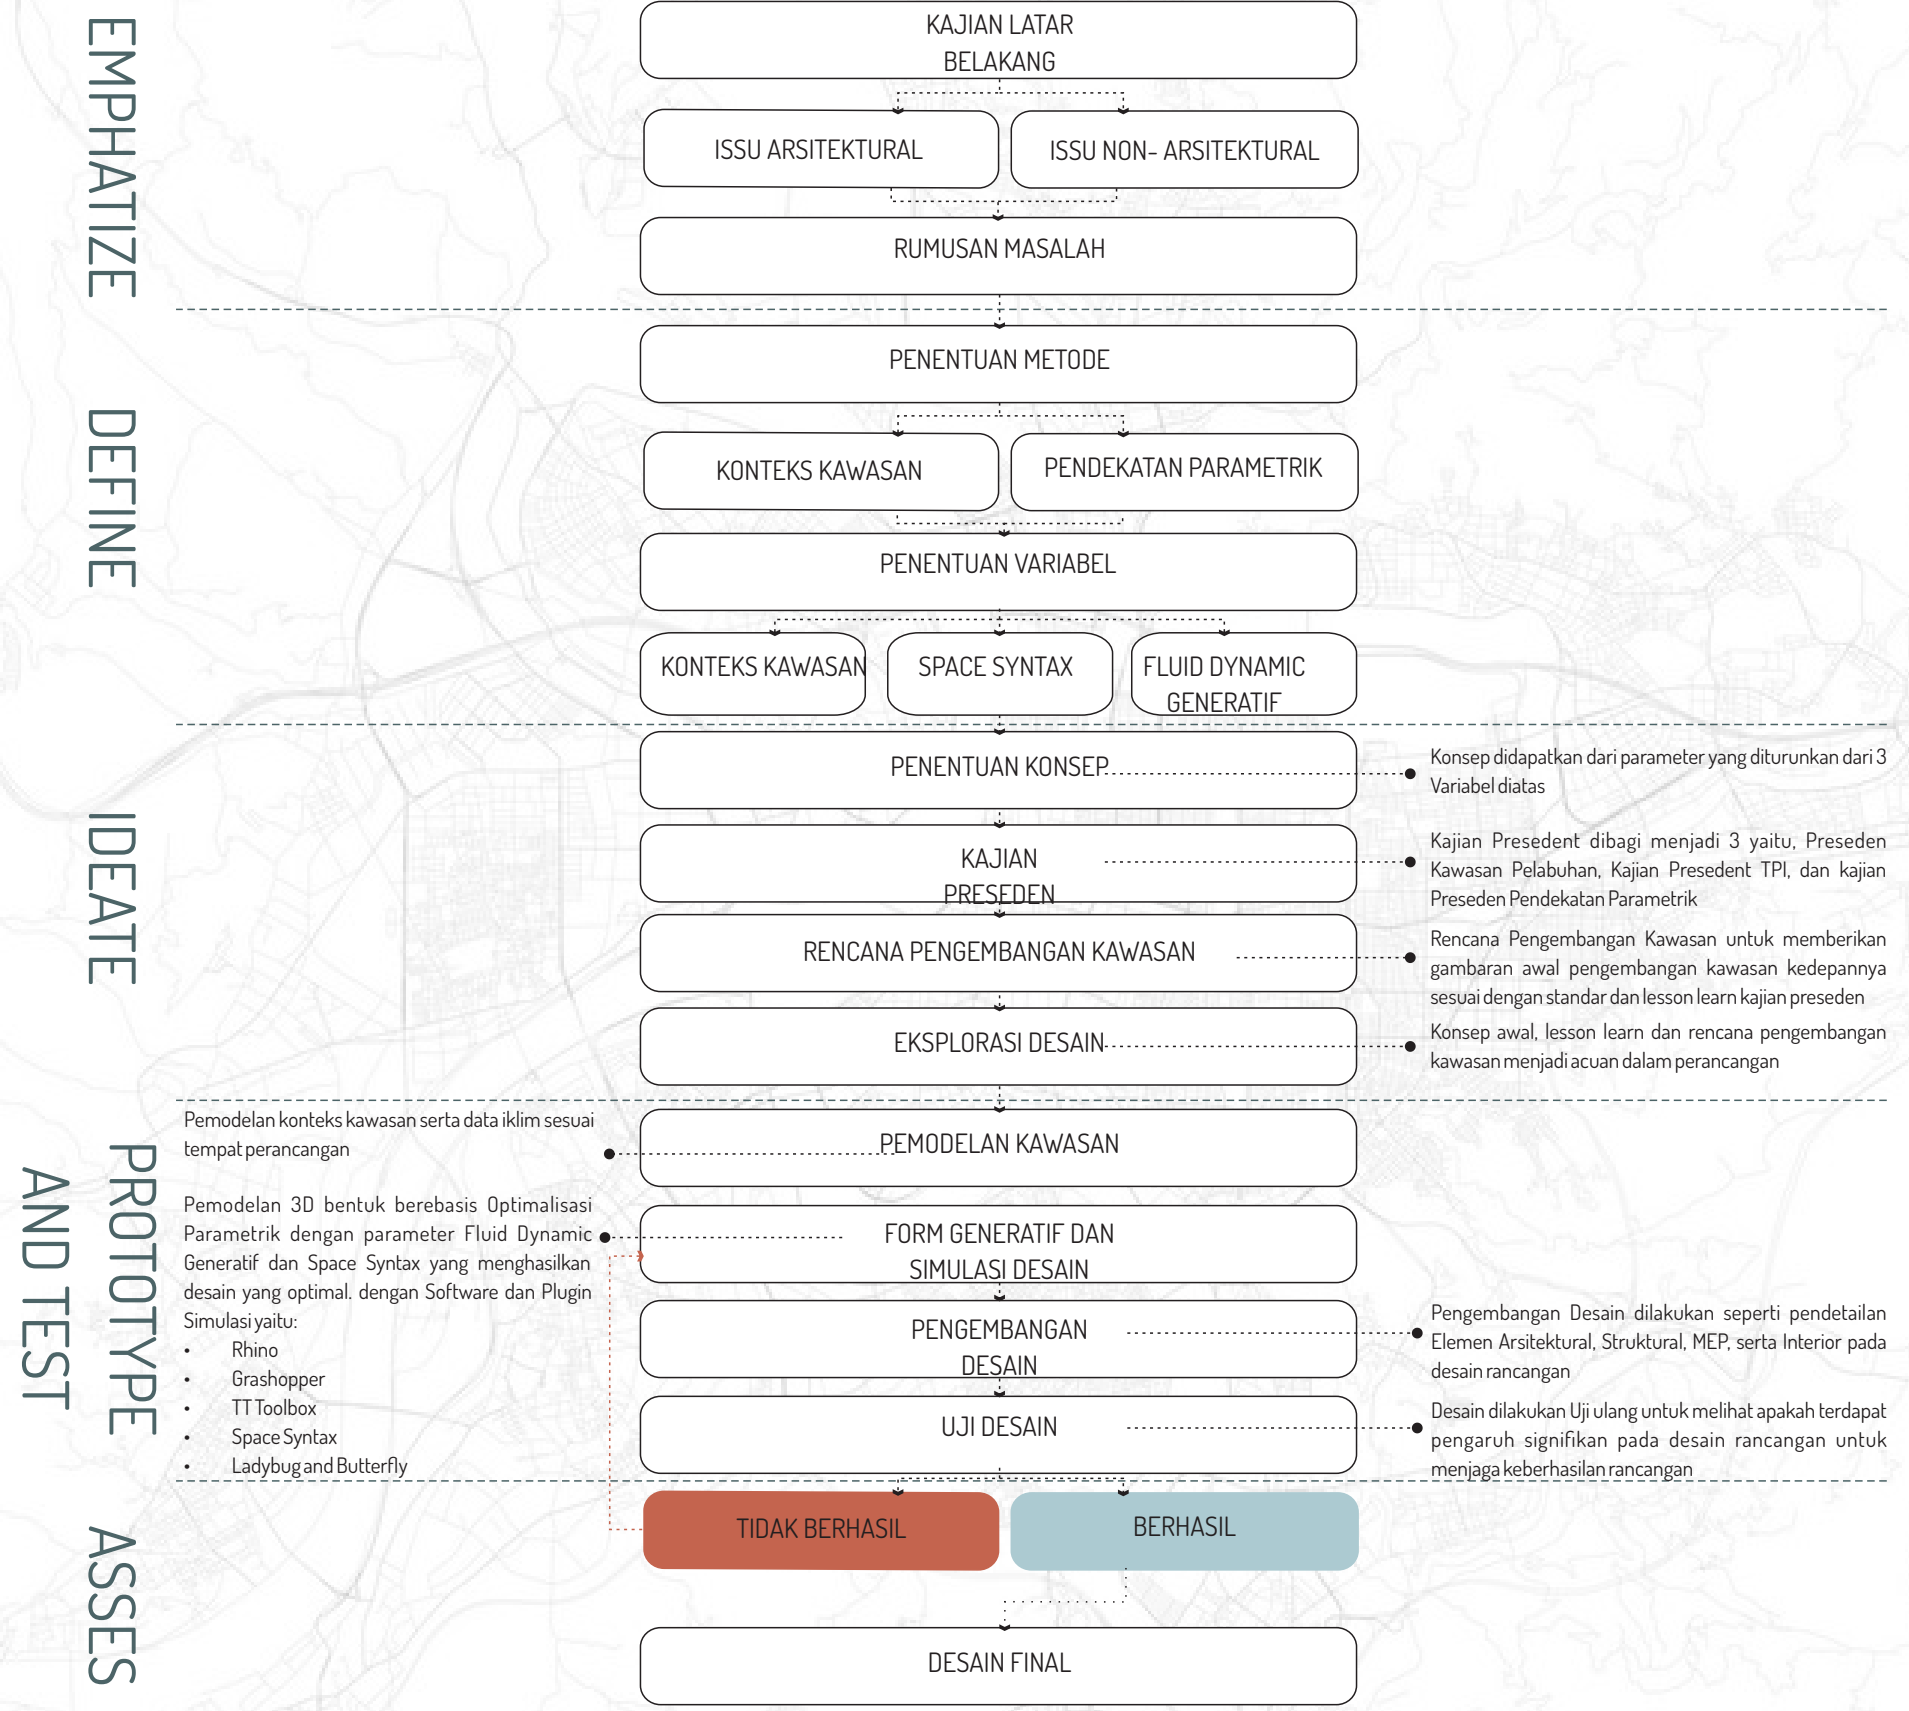 EMPHATIZE
KAJIAN LATAR
BELAKANG
ISSU ARSITEKTURAL
ISSU NON- ARSITEKTURAL
RUMUSAN MASALAH
DEFINE
PENENTUAN METODE
KONTEKS KAWASAN
PENDEKATAN PARAMETRIK
PENENTUAN VARIABEL
KONTEKS KAWASAN
SPACE SYNTAX
FLUID DYNAMIC
GENERATIF
IDEATE
PENENTUAN KONSEP
Konsep didapatkan dari parameter yang diturunkan dari 3
Variabel diatas
KAJIAN
PRESEDEN
Kajian Presedent dibagi menjadi 3 yaitu, Preseden
Kawasan Pelabuhan, Kajian Presedent TPI, dan kajian
Preseden Pendekatan Parametrik
RENCANA PENGEMBANGAN KAWASAN
Rencana Pengembangan Kawasan untuk memberikan
gambaran awal pengembangan kawasan kedepannya
sesuai dengan standar dan lesson learn kajian preseden
EKSPLORASI DESAIN
Konsep awal, lesson learn dan rencana pengembangan
kawasan menjadi acuan dalam perancangan
PROTOTYPE
AND TEST
Pemodelan konteks kawasan serta data iklim sesuai
tempat perancangan
PEMODELAN KAWASAN
Pemodelan 3D bentuk berebasis Optimalisasi
Parametrik dengan parameter Fluid Dynamic
Generatif dan Space Syntax yang menghasilkan
desain yang optimal. dengan Software dan Plugin
Simulasi yaitu:
• Rhino
• Grashopper
• TT Toolbox
• Space Syntax
• Ladybug and Butterfly
FORM GENERATIF DAN
SIMULASI DESAIN
PENGEMBANGAN
DESAIN
Pengembangan Desain dilakukan seperti pendetailan
Elemen Arsitektural, Struktural, MEP, serta Interior pada
desain rancangan
UJI DESAIN
Desain dilakukan Uji ulang untuk melihat apakah terdapat
pengaruh signifikan pada desain rancangan untuk
menjaga keberhasilan rancangan
ASSES
TIDAK BERHASIL
BERHASIL
DESAIN FINAL